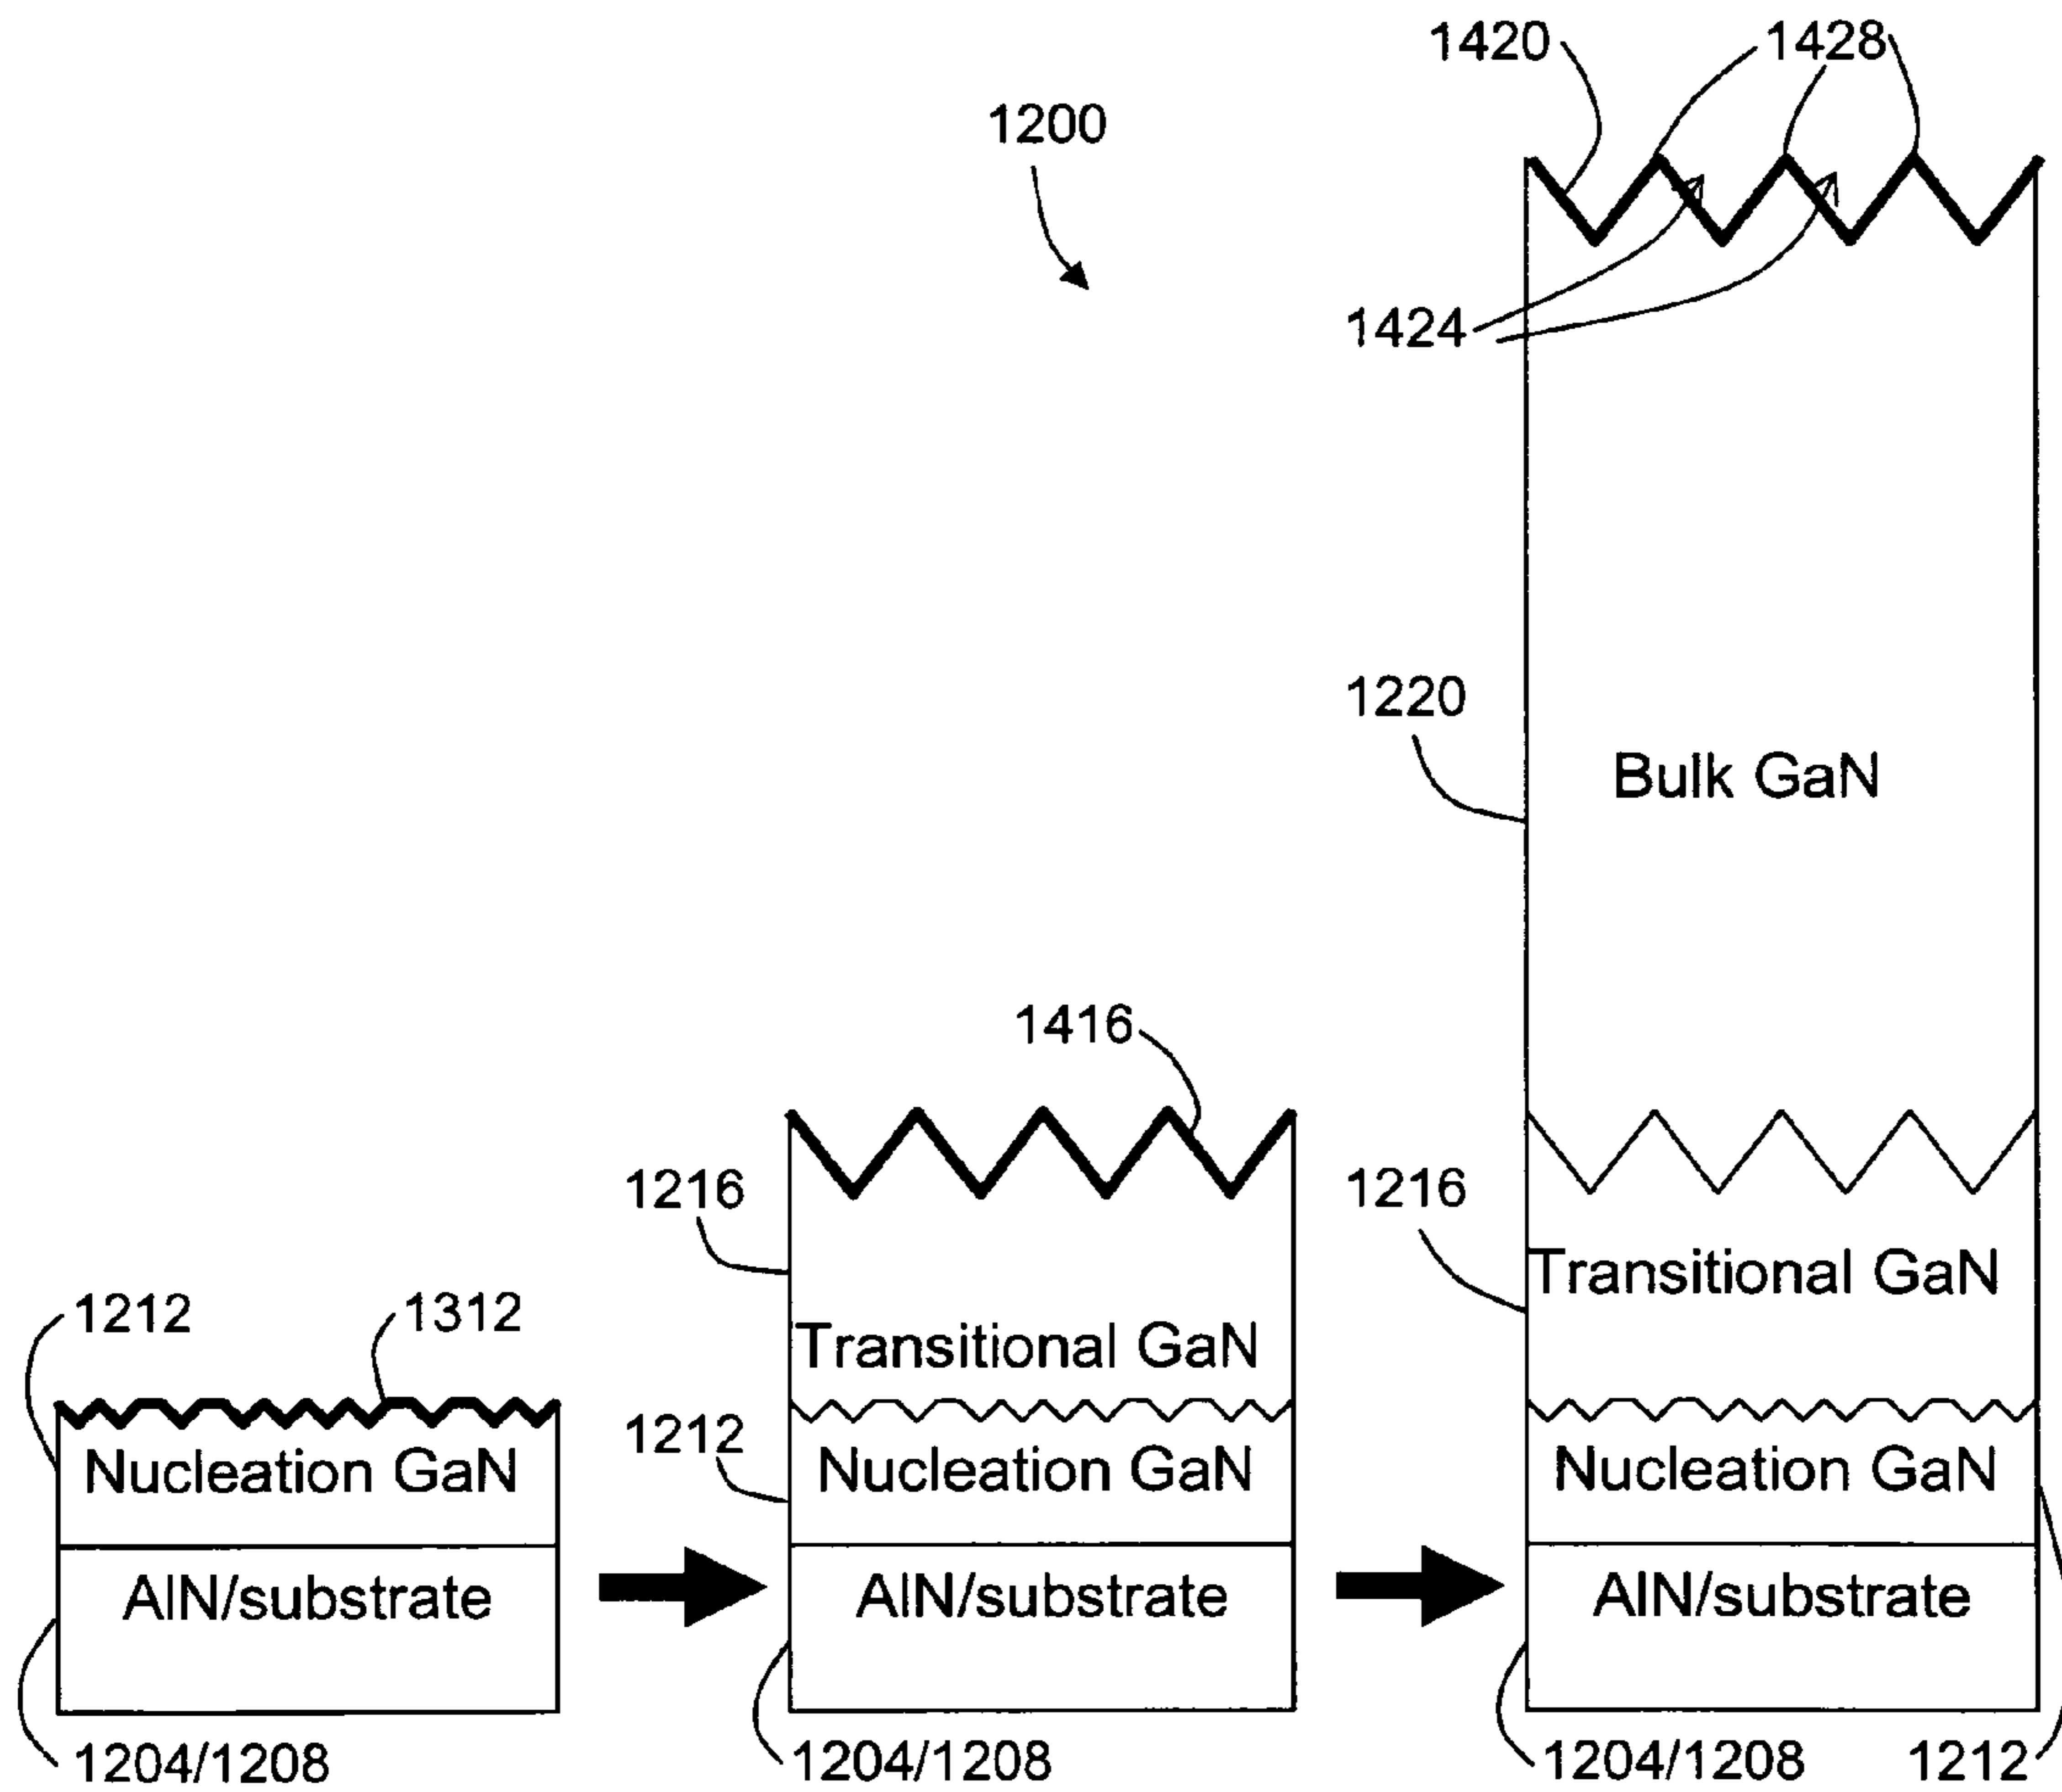 1420 1428
1200
1424
1220
Bulk GaN
1416
1216 1216
Transitional GaN
1212 1312
Transitional GaN
1212
Nucleation GaN Nucleation GaN Nucleation GaN
AlN/substrate AlN/substrate AlN/substrate
1204/1208 1204/1208 1204/1208 1212